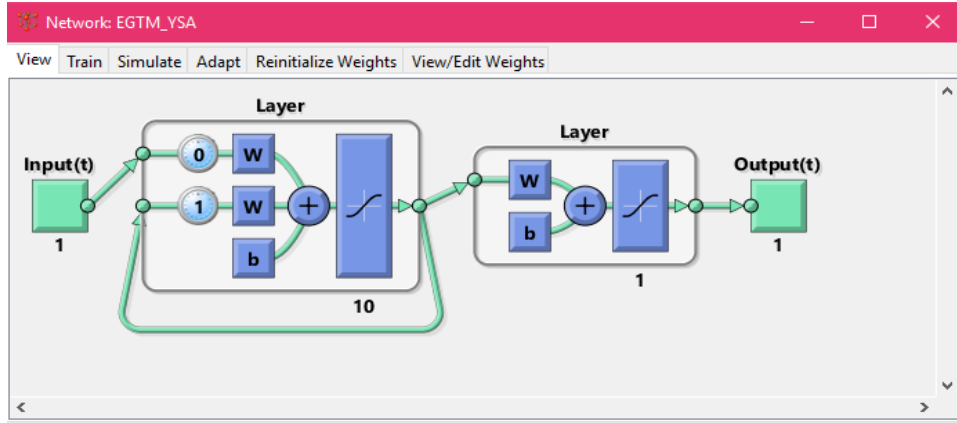 Network: EGTM_YSA
View Train Simulate Adapt Reinitialize Weights View/Edit Weights
Layer
Layer
Input(t)
Output(t)
0 W
W
1 W
b
b
1
1
1
10